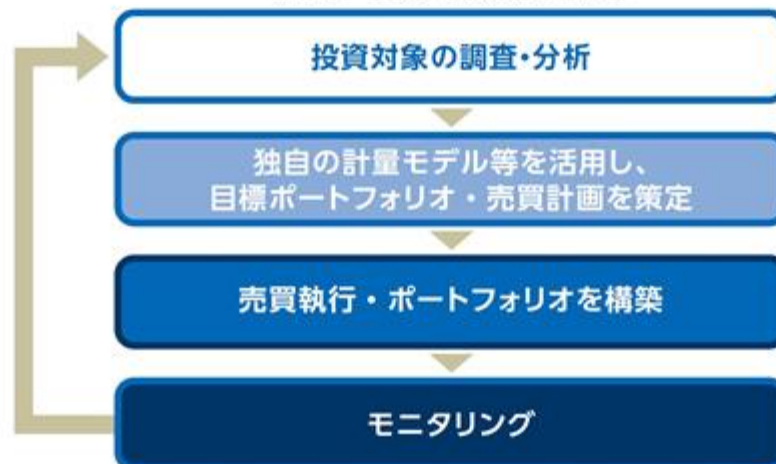 投資対象の調査・分析
独自の計量モデル等を活用し、
目標ポートフォリオ・売買計画を策定
売買執行・ポートフォリオを構築
モニタリング